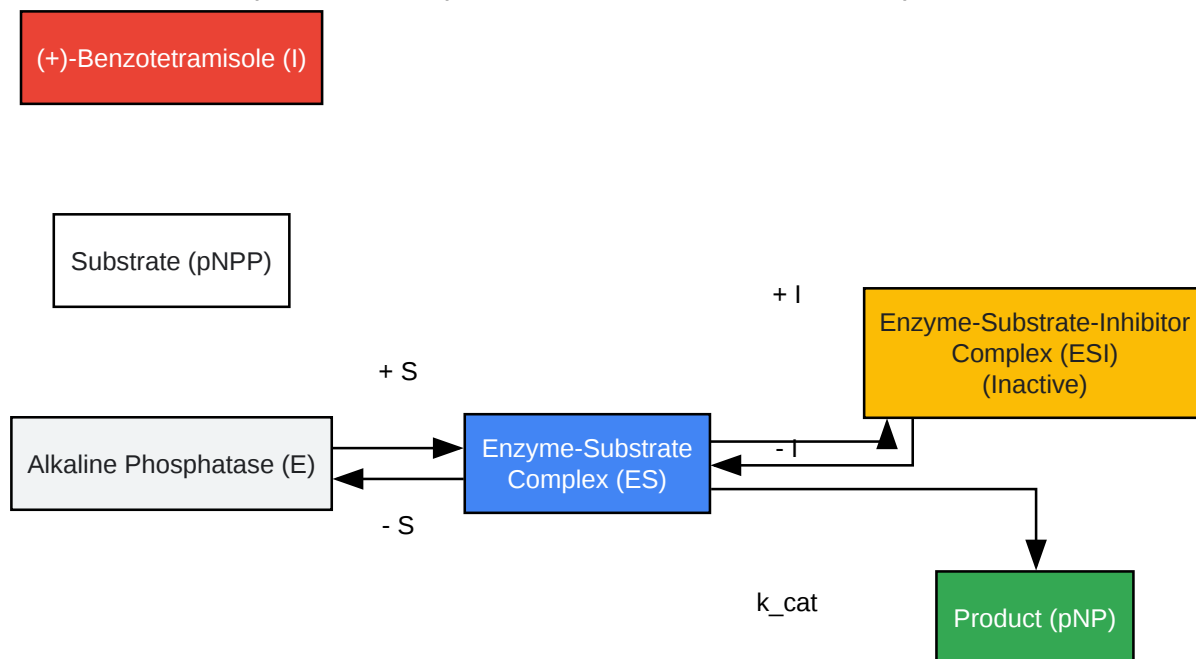 (+)-Benzotetramisole (I)
Substrate (pNPP)
+ I
Enzyme-Substrate-Inhibitor
Complex (ESI)
(Inactive)
+ S
Alkaline Phosphatase (E)
Enzyme-Substrate
Complex (ES)
- I
- S
k_cat
Product (pNP)